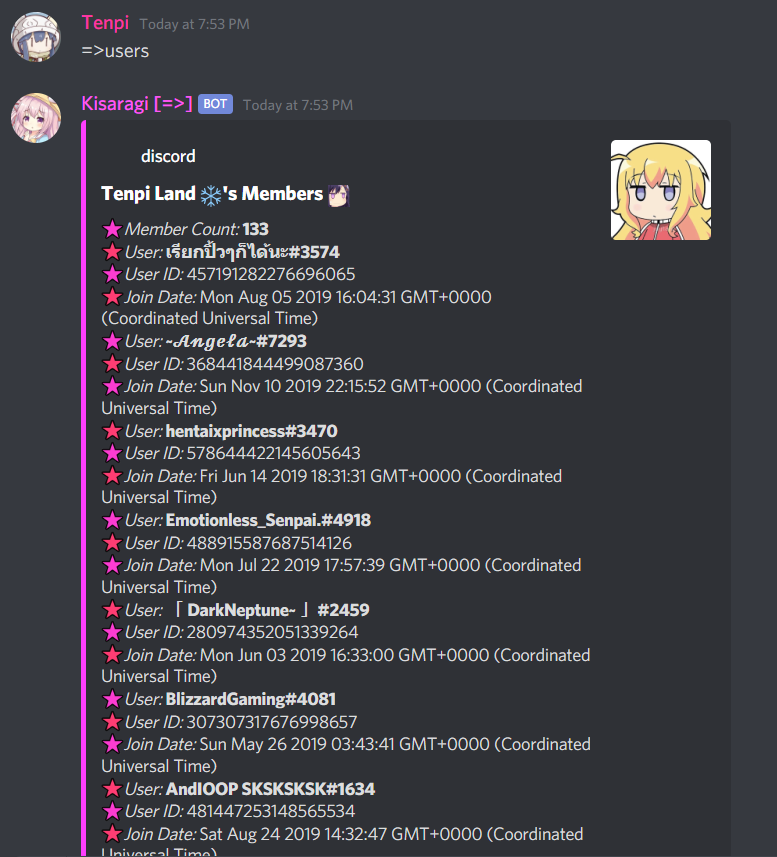 Tenpi Today at 7:53 PM
=>users
Kisaragi [=>] BOT Today at 7:53 PM
discord
Tenpi Land ❄'s Members
Member Count: 133
User: เรียกปิ้วๆก็ได้นะ#3574
User ID: 457191282276696065
Join Date: Mon Aug 05 2019 16:04:31 GMT+0000
(Coordinated Universal Time)
User: ~𝓐𝓷𝓰𝓮𝓵𝓪~#7293
User ID: 368441844499087360
Join Date: Sun Nov 10 2019 22:15:52 GMT+0000 (Coordinated
Universal Time)
User: hentaixprincess#3470
User ID: 578644422145605643
Join Date: Fri Jun 14 2019 18:31:31 GMT+0000 (Coordinated
Universal Time)
User: Emotionless_Senpai.#4918
User ID: 488915587687514126
Join Date: Mon Jul 22 2019 17:57:39 GMT+0000 (Coordinated
Universal Time)
User: 「 DarkNeptune~ 」#2459
User ID: 280974352051339264
Join Date: Mon Jun 03 2019 16:33:00 GMT+0000 (Coordinated
Universal Time)
User: BlizzardGaming#4081
User ID: 307307317676998657
Join Date: Sun May 26 2019 03:43:41 GMT+0000 (Coordinated
Universal Time)
User: AndIOOP SKSKSKSK#1634
User ID: 481447253148565534
Join Date: Sat Aug 24 2019 14:32:47 GMT+0000 (Coordinated
Universal Time)